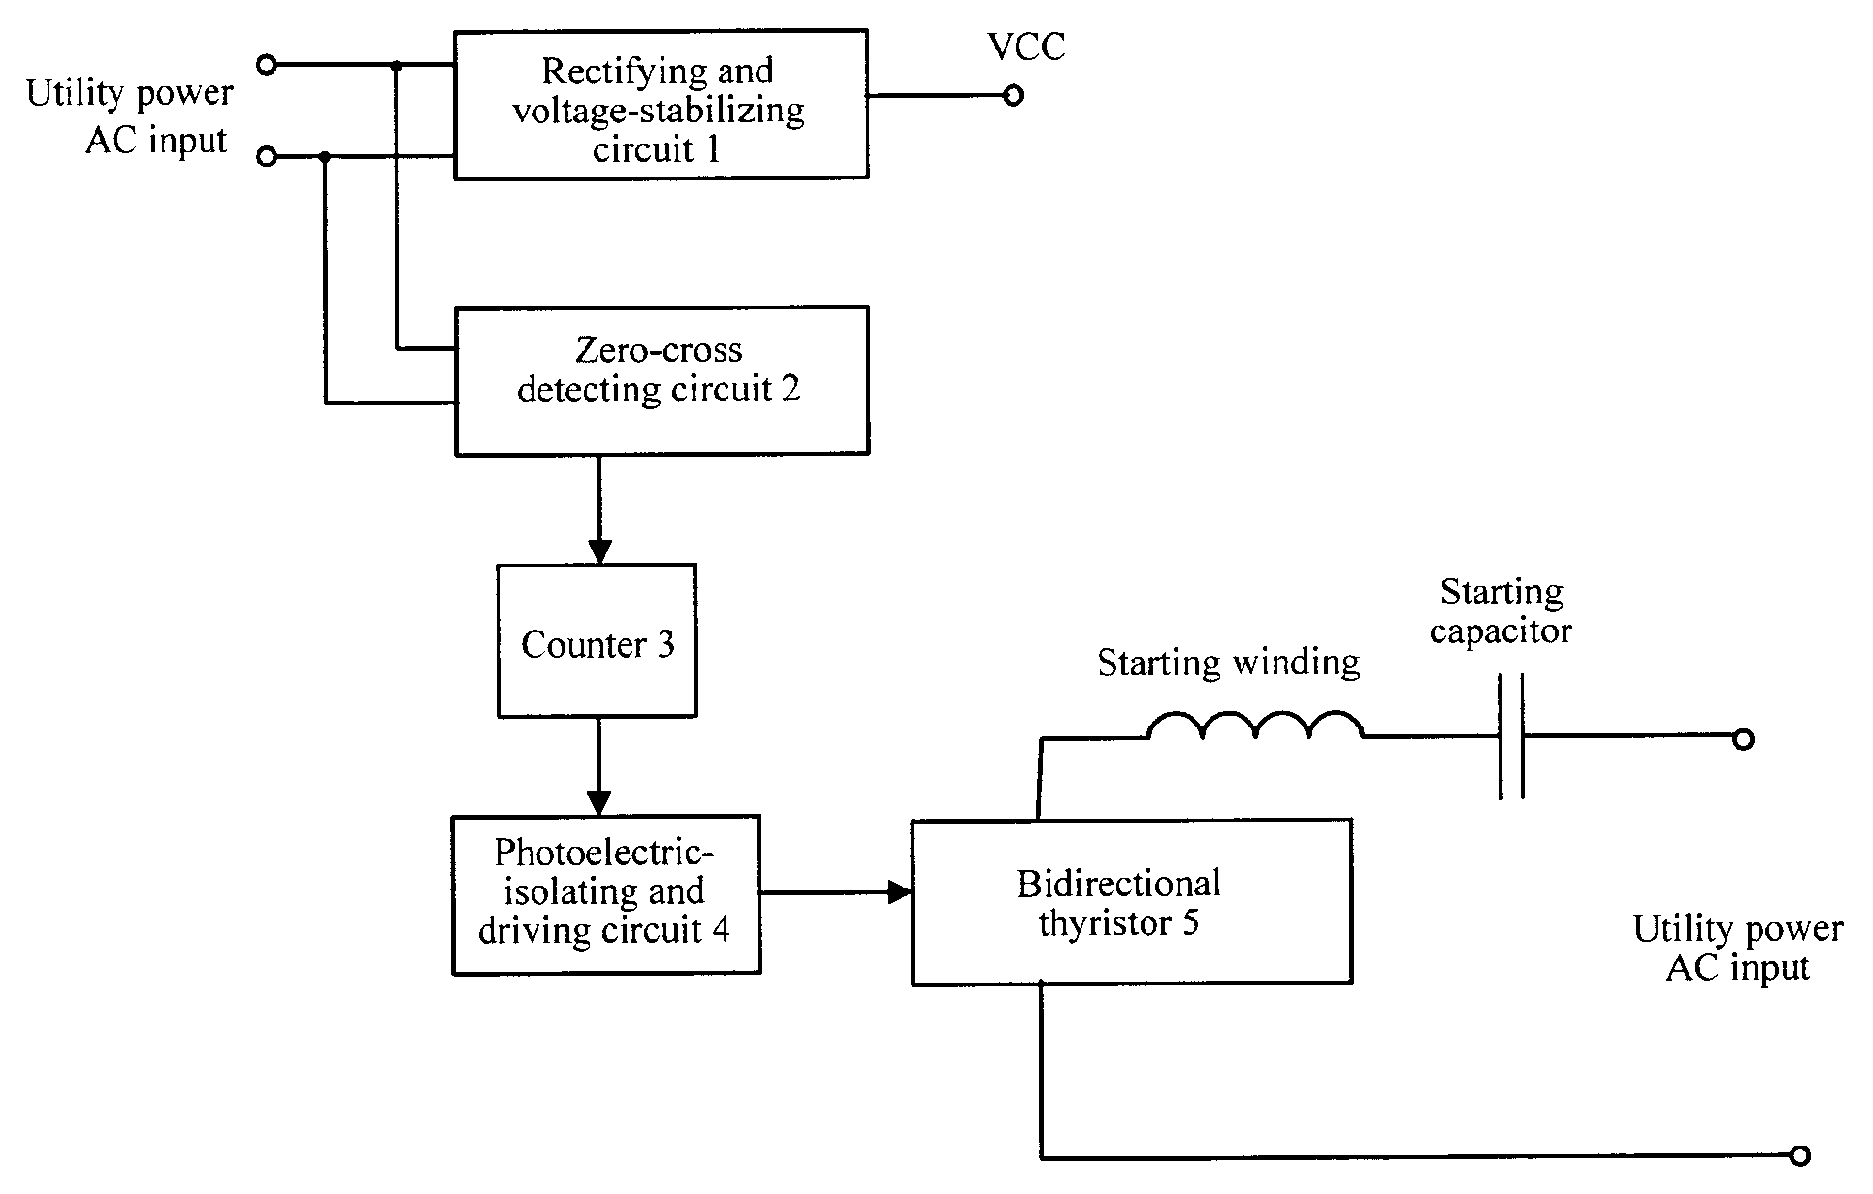 Utility power
AC input
Rectifying and
voltage-stabilizing
circuit 1
VCC
Zero-cross
detecting circuit 2
Counter 3
Starting
capacitor
Starting winding
Photoelectric-
isolating and
driving circuit 4
Bidirectional
thyristor 5
Utility power
AC input